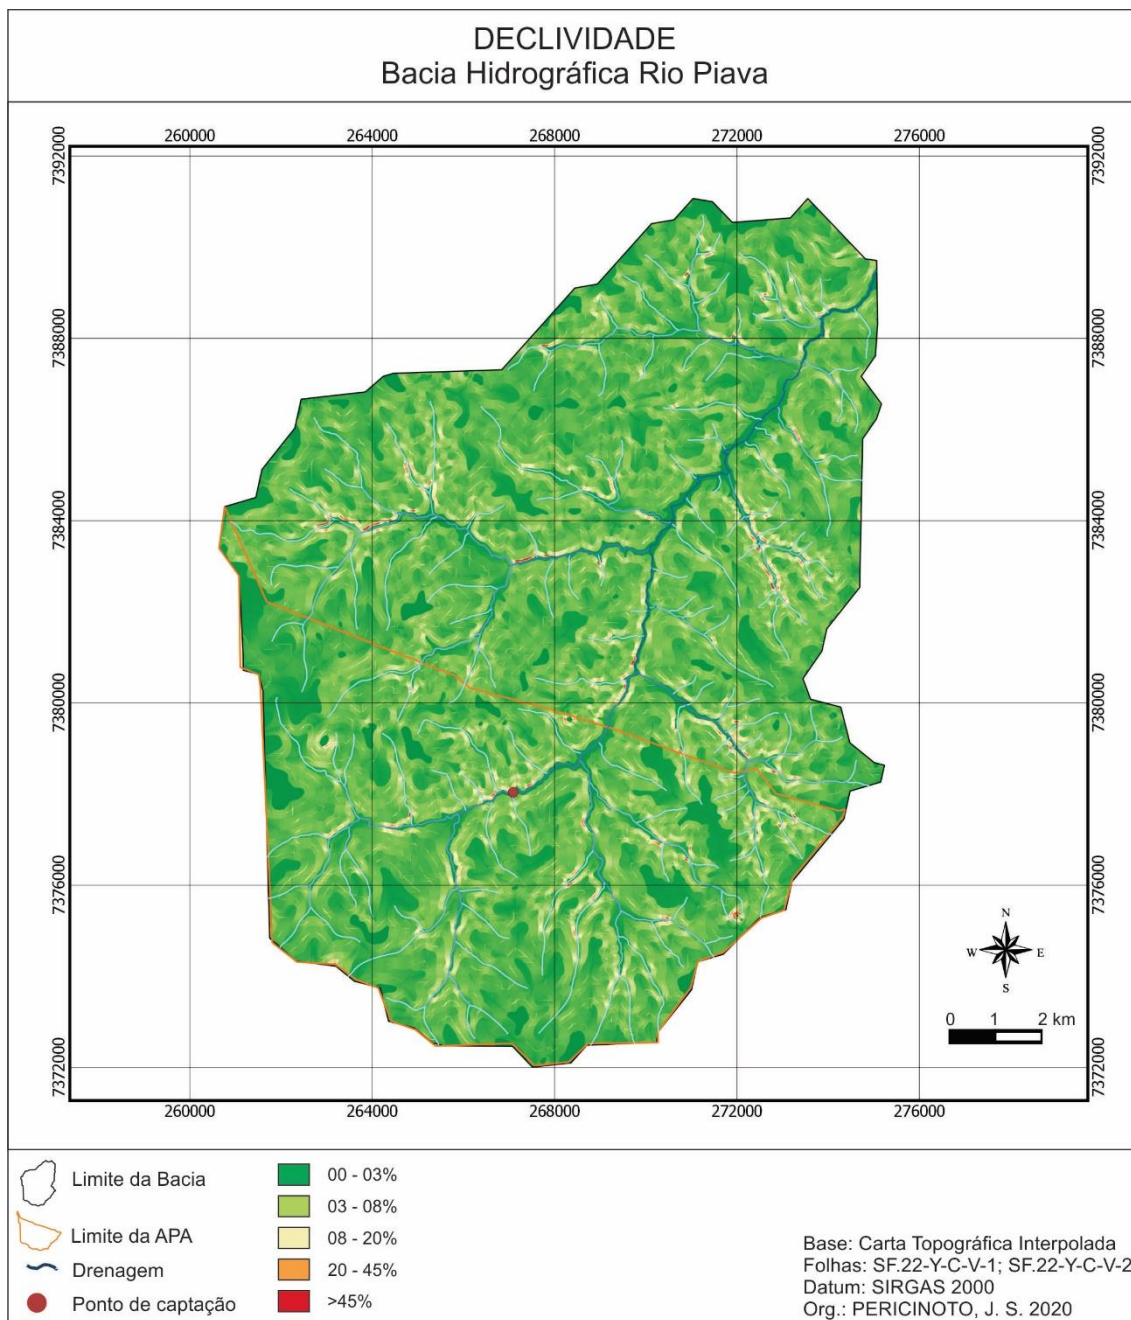 DECLIVIDADE
Bacia Hidrográfica Rio Piava
260000 264000 268000 272000 276000
7392000 7392000
7388000 7388000
7384000 7384000
7380000 7380000
7376000 7376000
7372000 7372000
N
W E
S
0 1 2 km
260000 264000 268000 272000 276000
Limite da Bacia
Limite da APA
Drenagem
Ponto de captação
00 - 03%
03 - 08%
08 - 20%
20 - 45%
>45%
Base: Carta Topográfica Interpolada
Folhas: SF.22-Y-C-V-1; SF.22-Y-C-V-2
Datum: SIRGAS 2000
Org.: PERICINOTO, J. S. 2020